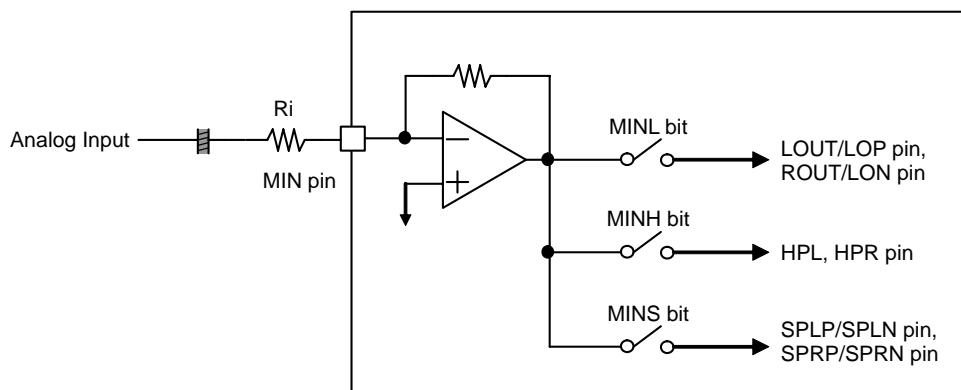 Analog Input
Ri
MIN pin
−
+
MINL bit
LOUT/LOP pin,
ROUT/LON pin
MINH bit
HPL, HPR pin
MINS bit
SPLP/SPLN pin,
SPRP/SPRN pin